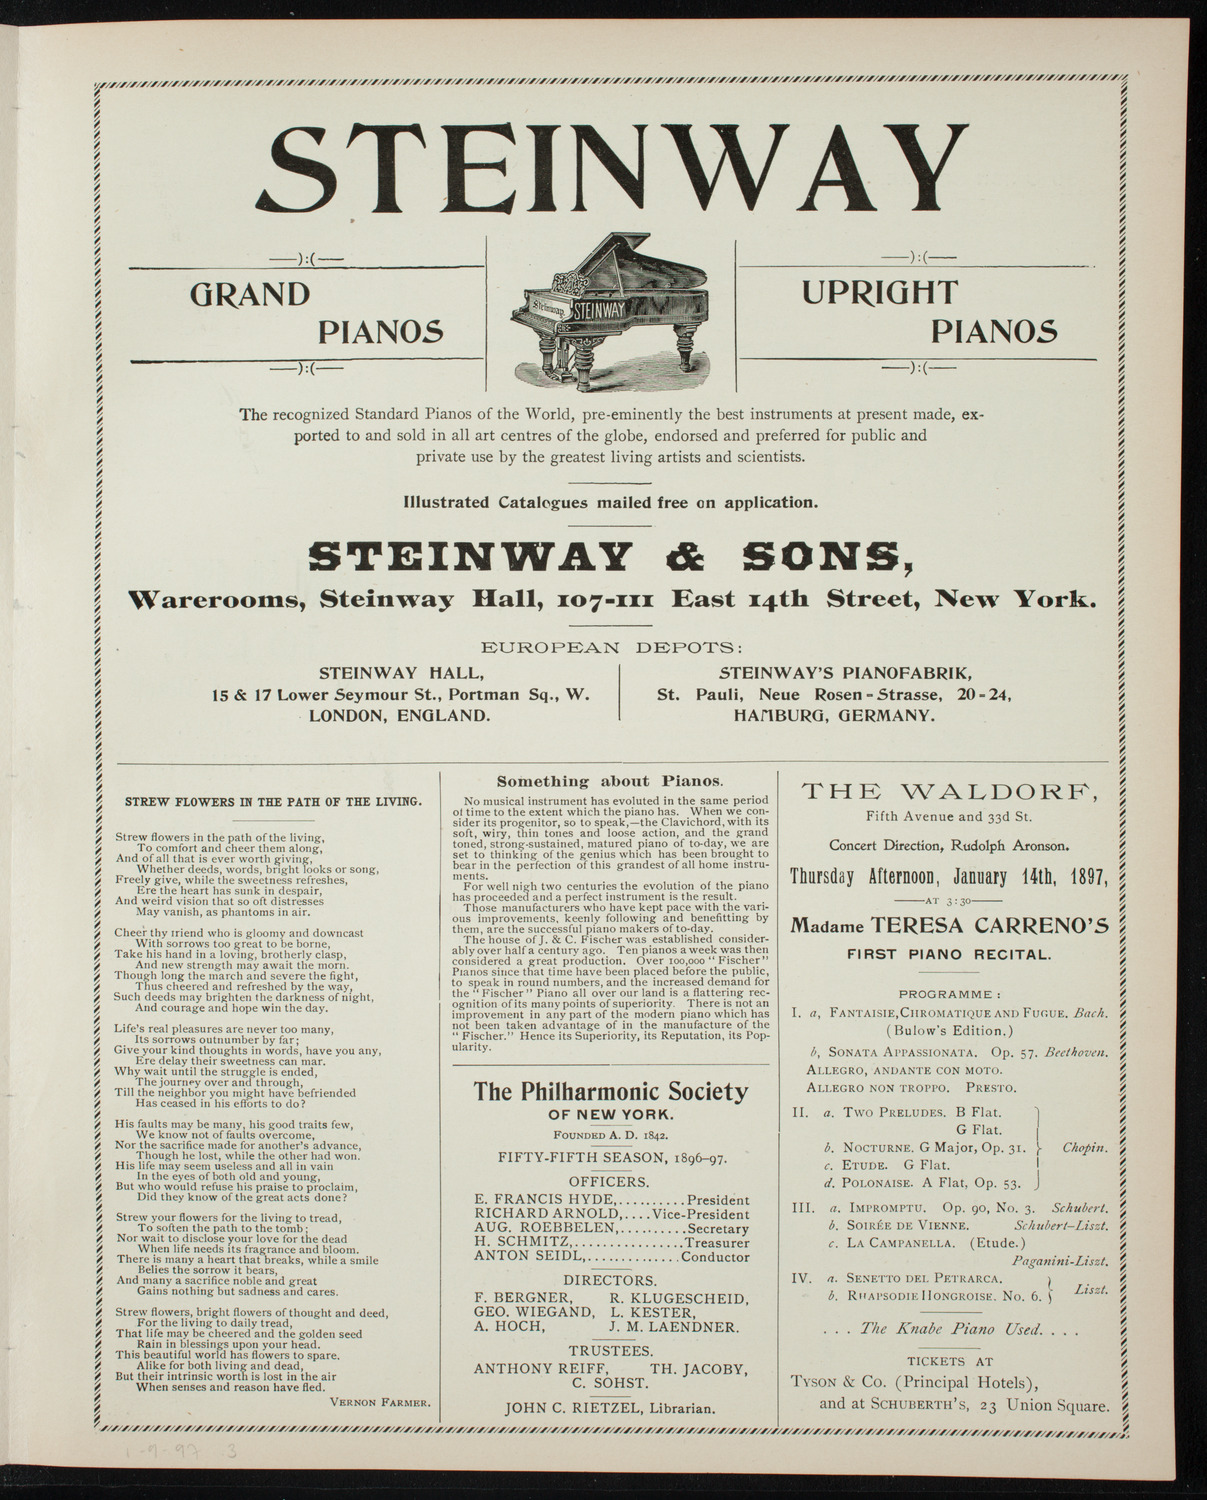 STEINWAY
——):(——
GRAND
PIANOS
——):(——
Steinway
STEINWAY
——):(——
UPRIGHT
PIANOS
——):(——
The recognized Standard Pianos of the World, pre-eminently the best instruments at present made, ex-
ported to and sold in all art centres of the globe, endorsed and preferred for public and
private use by the greatest living artists and scientists.
Illustrated Catalogues mailed free on application.
STEINWAY & SONS,
Warerooms, Steinway Hall, 107-111 East 14th Street, New York.
EUROPEAN DEPOTS:
STEINWAY HALL,
15 & 17 Lower Seymour St., Portman Sq., W.
LONDON, ENGLAND.
STEINWAY'S PIANOFABRIK,
St. Pauli, Neue Rosen-Strasse, 20-24,
HAMBURG, GERMANY.
STREW FLOWERS IN THE PATH OF THE LIVING.
Strew flowers in the path of the living,
To comfort and cheer them along,
And of all that is ever worth giving,
Whether deeds, words, bright looks or song,
Freely give, while the sweetness refreshes,
Ere the heart has sunk in despair,
And weird vision that so oft distresses
May vanish, as phantoms in air.
Cheer thy friend who is gloomy and downcast
With sorrows too great to be borne,
Take his hand in a loving, brotherly clasp,
And new strength may await the morn.
Though long the march and severe the fight,
Thus cheered and refreshed by the way,
Such deeds may brighten the darkness of night,
And courage and hope win the day.
Life's real pleasures are never too many,
Its sorrows outnumber by far;
Give your kind thoughts in words, have you any,
Ere delay their sweetness can mar.
Why wait until the struggle is ended,
The journey over and through,
Till the neighbor you might have befriended
Has ceased in his efforts to do?
His faults may be many, his good traits few,
We know not of faults overcome,
Nor the sacrifice made for another's advance,
Though he lost, while the other had won.
His life may seem useless and all in vain
In the eyes of both old and young,
But who would refuse his praise to proclaim,
Did they know of the great acts done?
Strew your flowers for the living to tread,
To soften the path to the tomb;
Nor wait to disclose your love for the dead
When life needs its fragrance and bloom.
There is many a heart that breaks, while a smile
Belies the sorrow it bears,
And many a sacrifice noble and great
Gains nothing but sadness and cares.
Strew flowers, bright flowers of thought and deed,
For the living to daily tread,
That life may be cheered and the golden seed
Rain in blessings upon your head.
This beautiful world has flowers to spare.
Alike for both living and dead,
But their intrinsic worth is lost in the air
When senses and reason have fled.
VERNON FARMER.
Something about Pianos.
No musical instrument has evoluted in the same period
of time to the extent which the piano has. When we con-
sider its progenitor, so to speak,—the Clavichord, with its
soft, wiry, thin tones and loose action, and the grand
toned, strong-sustained, matured piano of to-day, we are
set to thinking of the genius which has been brought to
bear in the perfection of this grandest of all home instru-
ments.
For well nigh two centuries the evolution of the piano
has proceeded and a perfect instrument is the result.
Those manufacturers who have kept pace with the vari-
ous improvements, keenly following and benefitting by
them, are the successful piano makers of to-day.
The house of J. & C. Fischer was established consider-
ably over half a century ago. Ten pianos a week was then
considered a great production. Over 100,000 "Fischer"
Pianos since that time have been placed before the public,
to speak in round numbers, and the increased demand for
the "Fischer" Piano all over our land is a flattering rec-
ognition of its many points of superiority. There is not an
improvement in any part of the modern piano which has
not been taken advantage of in the manufacture of the
"Fischer." Hence its Superiority, its Reputation, its Pop-
ularity.
The Philharmonic Society
OF NEW YORK.
FOUNDED A. D. 1842.
FIFTY-FIFTH SEASON, 1896-97.
OFFICERS.
E. FRANCIS HYDE,..........President
RICHARD ARNOLD,....Vice-President
AUG. ROEBBELEN,..........Secretary
H. SCHMITZ,................Treasurer
ANTON SEIDL,..............Conductor
DIRECTORS.
F. BERGNER, R. KLUGESCHEID,
GEO. WIEGAND, L. KESTER,
A. HOCH, J. M. LAENDNER.
TRUSTEES.
ANTHONY REIFF, TH. JACOBY,
C. SOHST.
JOHN C. RIETZEL, Librarian.
THE WALDORF,
Fifth Avenue and 33d St.
Concert Direction, Rudolph Aronson.
Thursday Afternoon, January 14th, 1897,
——AT 3:30——
Madame TERESA CARRENO'S
FIRST PIANO RECITAL.
PROGRAMME:
I. a, FANTAISIE, CHROMATIQUE AND FUGUE. Bach.
(Bulow's Edition.)
b, SONATA APPASSIONATA. Op. 57. Beethoven.
ALLEGRO, ANDANTE CON MOTO.
ALLEGRO NON TROPPO. PRESTO.
II. a. TWO PRELUDES. B Flat.
G Flat.
b. NOCTURNE. G Major, Op. 31. } Chopin.
c. ETUDE. G Flat.
d. POLONAISE. A Flat, Op. 53.
III. a. IMPROMPTU. Op. 90, No. 3. Schubert.
b. SOIRÉE DE VIENNE. Schubert-Liszt.
c. LA CAMPANELLA. (Etude.)
Paganini-Liszt.
IV. a. SENETTO DEL PETRARCA.
b. RHAPSODIE HONGROISE. No. 6. } Liszt.
. . . The Knabe Piano Used. . . .
TICKETS AT
TYSON & CO. (Principal Hotels),
and at SCHUBERTH'S, 23 Union Square.
1-9-97 3